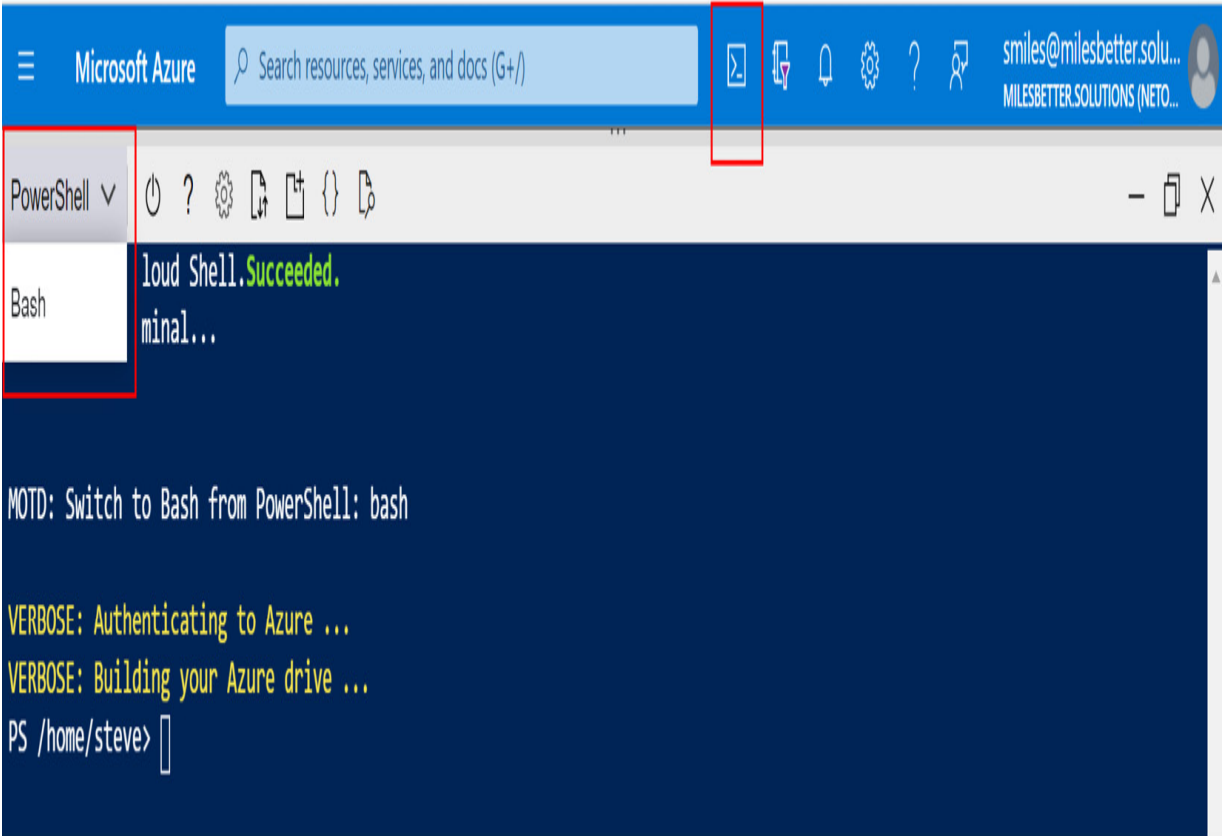 Microsoft Azure
Search resources, services, and docs (G+/)
smiles@milesbetter.solu...
MILESBETTER.SOLUTIONS (NETO...
PowerShell
Bash
loud Shell.Succeeded.
minal...
MOTD: Switch to Bash from PowerShell: bash
VERBOSE: Authenticating to Azure ...
VERBOSE: Building your Azure drive ...
PS /home/steve>